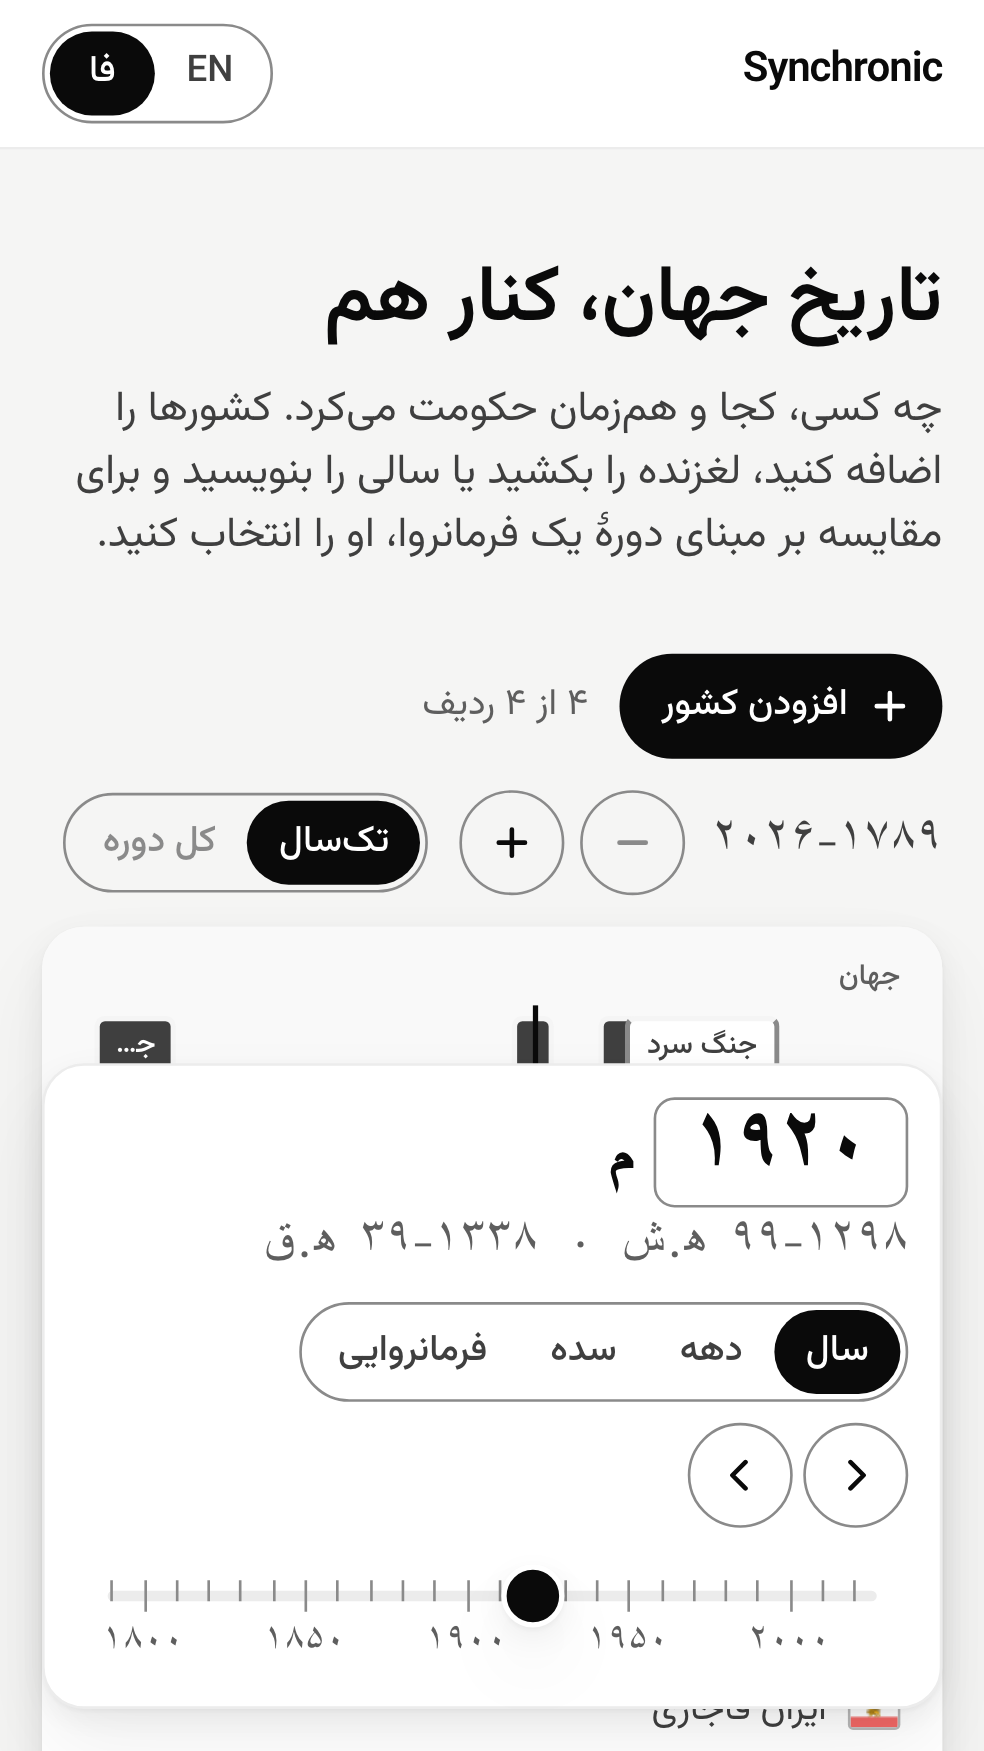 Synchronic
EN فا
تاریخ جهان، کنار هم
چه کسی، کجا و هم‌زمان حکومت می‌کرد. کشورها را
اضافه کنید، لغزنده را بکشید یا سالی را بنویسید و برای
مقایسه بر مبنای دورهٔ یک فرمانروا، او را انتخاب کنید.
+ افزودن کشور ۴ از ۴ ردیف
۱۷۸۹–۲۰۲۶ − + تک‌سال کل دوره
جهان
جـ... جنگ سرد
۱۹۲۰ م
۱۲۹۸–۹۹ ه.ش · ۱۳۳۸–۳۹ ه.ق
سال دهه سده فرمانروایی
۱۸۰۰ ۱۸۵۰ ۱۹۰۰ ۱۹۵۰ ۲۰۰۰
ایران قاجاری